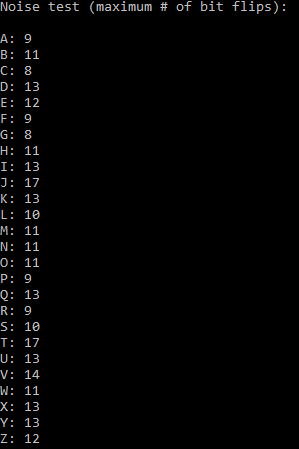 Noise test (maximum # of bit flips):
A: 9
B: 11
C: 8
D: 13
E: 12
F: 9
G: 8
H: 11
I: 13
J: 17
K: 13
L: 10
M: 11
N: 11
O: 11
P: 9
Q: 13
R: 9
S: 10
T: 17
U: 13
V: 14
W: 11
X: 13
Y: 13
Z: 12